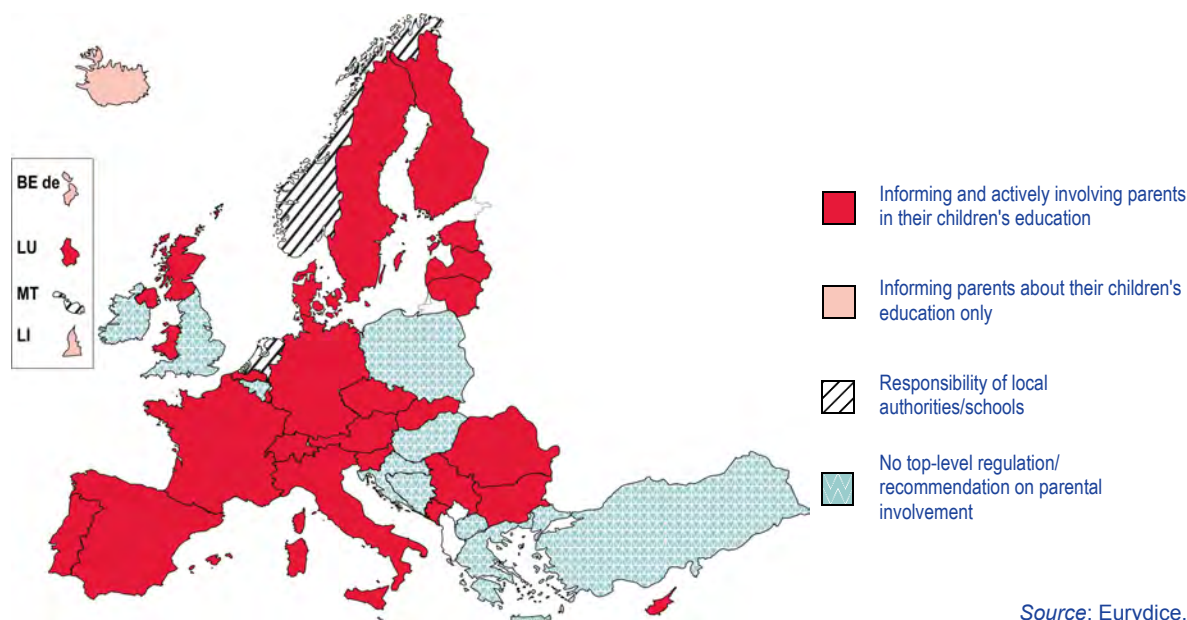 BE de
LU
MT
LI
Informing and actively involving parents
in their children's education
Informing parents about their children's
education only
Responsibility of local
authorities/schools
No top-level regulation/
recommendation on parental
involvement
Source: Eurydice.